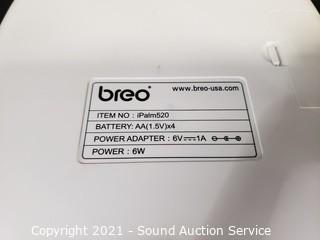 breo® www.breo-usa.com
ITEM NO : iPalm520
BATTERY: AA(1.5V)x4
POWER ADAPTER : 6V⎓1A
POWER : 6W
Copyright 2021 - Sound Auction Service